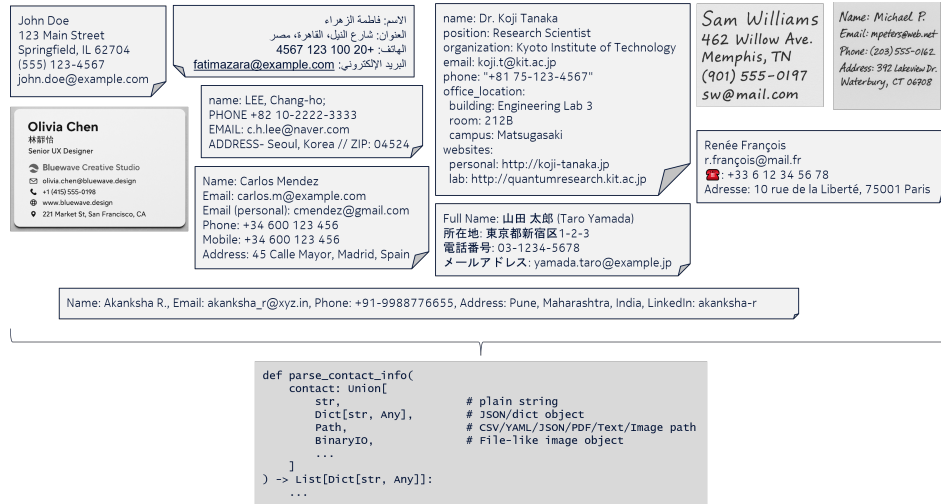 John Doe
123 Main Street
Springfield, IL 62704
(555) 123-4567
john.doe@example.com
الاسم: فاطمة الزهراء
العنوان: شارع النيل، القاهرة، مصر
الهاتف: +20 100 123 4567
البريد الإلكتروني: fatimazara@example.com
name: Dr. Koji Tanaka
position: Research Scientist
organization: Kyoto Institute of Technology
email: koji.t@kit.ac.jp
phone: "+81 75-123-4567"
office_location:
building: Engineering Lab 3
room: 212B
campus: Matsugasaki
websites:
personal: http://koji-tanaka.jp
lab: http://quantumresearch.kit.ac.jp
Sam Williams
462 Willow Ave.
Memphis, TN
(901) 555-0197
sw@mail.com
Name: Michael P.
Email: mpeters@web.net
Phone: (203) 555-0162
Address: 392 Lakeview Dr.
Waterbury, CT 06708
Olivia Chen
林靜怡
Senior UX Designer
Bluewave Creative Studio
olivia.chen@bluewave.design
+1 (415) 555-0198
www.bluewave.design
221 Market St, San Francisco, CA
name: LEE, Chang-ho;
PHONE +82 10-2222-3333
EMAIL: c.h.lee@naver.com
ADDRESS- Seoul, Korea // ZIP: 04524
Renée François
r.françois@mail.fr
☎: +33 6 12 34 56 78
Adresse: 10 rue de la Liberté, 75001 Paris
Name: Carlos Mendez
Email: carlos.m@example.com
Email (personal): cmendez@gmail.com
Phone: +34 600 123 456
Mobile: +34 600 123 456
Address: 45 Calle Mayor, Madrid, Spain
Full Name: 山田 太郎 (Taro Yamada)
所在地: 東京都新宿区1-2-3
電話番号: 03-1234-5678
メールアドレス: yamada.taro@example.jp
Name: Akanksha R., Email: akanksha_r@xyz.in, Phone: +91-9988776655, Address: Pune, Maharashtra, India, LinkedIn: akanksha-r
def parse_contact_info(
contact: Union[
str, # plain string
Dict[str, Any], # JSON/dict object
Path, # CSV/YAML/JSON/PDF/Text/Image path
BinaryIO, # File-like image object
...
]
) -> List[Dict[str, Any]]:
...